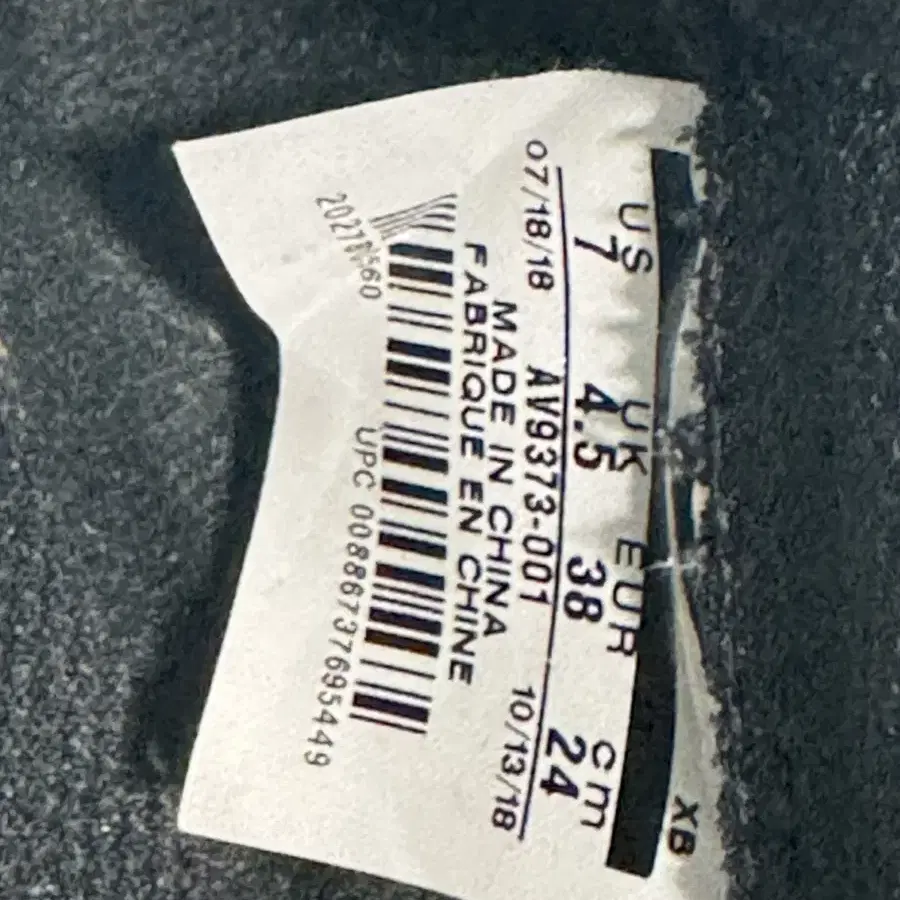 XB
US UK EUR cm
7 4.5 38 24
07/18/18 AV9373-001 10/13/18
MADE IN CHINA
FABRIQUE EN CHINE
UPC 00886737695449